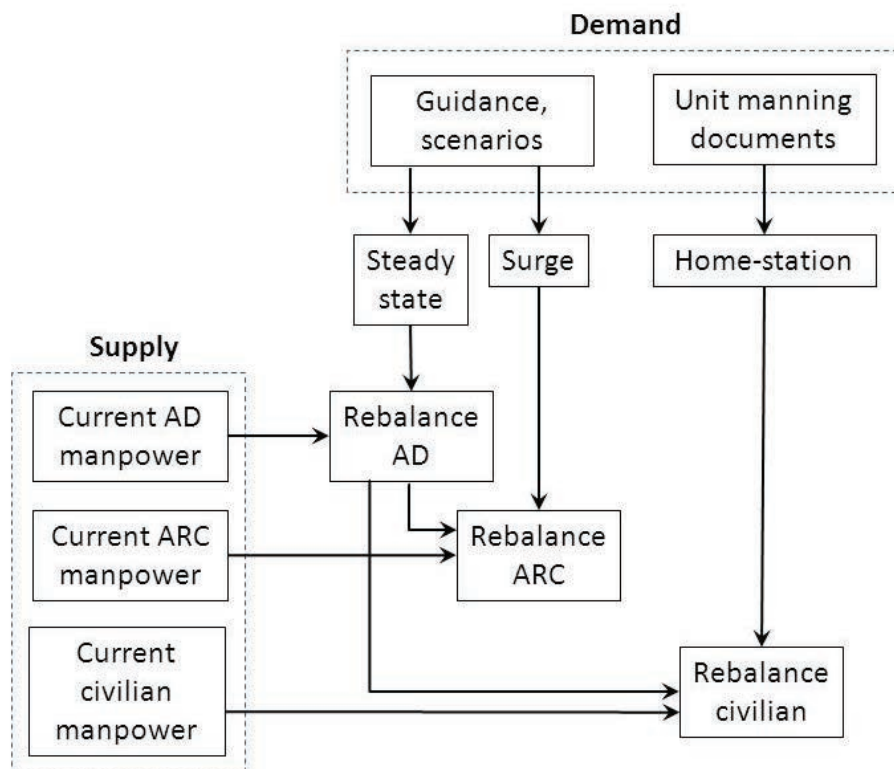 Demand
Guidance,
scenarios
Unit manning
documents
Steady
state
Surge
Home-station
Supply
Current AD
manpower
Rebalance
AD
Current ARC
manpower
Rebalance
ARC
Current
civilian
manpower
Rebalance
civilian